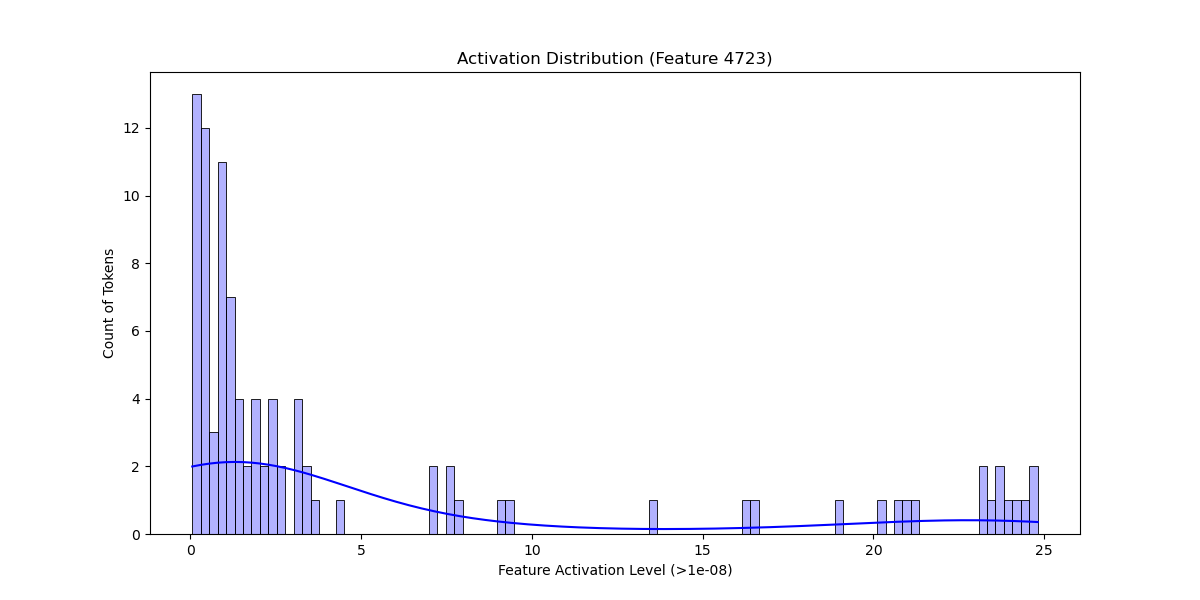 Activation Distribution (Feature 4723)
Count of Tokens
12
10
8
6
4
2
0
0 5 10 15 20 25
Feature Activation Level (>1e-08)